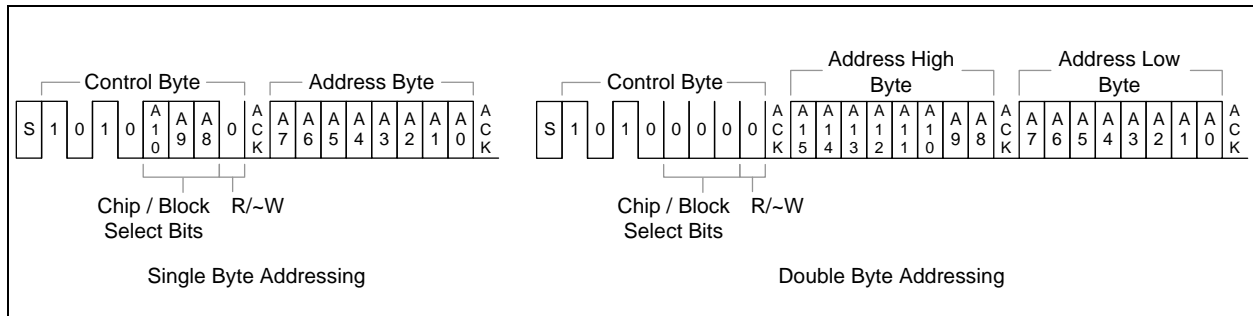 Control Byte Address Byte
S 1 0 1 0 A10 A9 A8 0 ACK A7 A6 A5 A4 A3 A2 A1 A0 ACK
Chip / Block
Select Bits
R/~W
Single Byte Addressing
Control Byte
Address High
Byte
Address Low
Byte
S 1 0 1 0 0 0 0 0 ACK A15 A14 A13 A12 A11 A10 A9 A8 ACK A7 A6 A5 A4 A3 A2 A1 A0 ACK
Chip / Block
Select Bits
R/~W
Double Byte Addressing